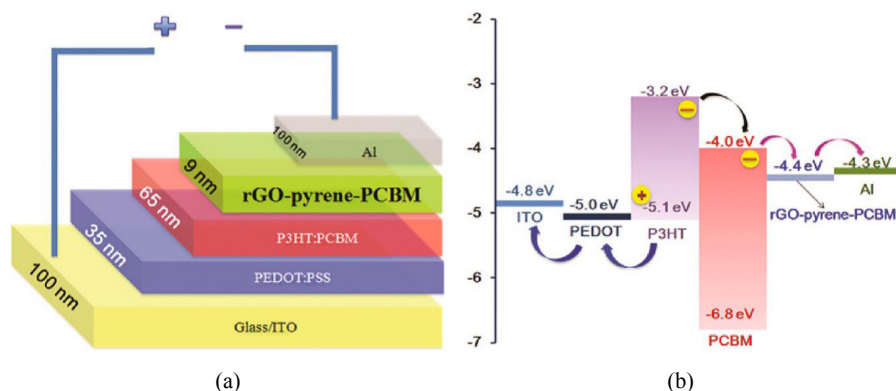 + −
100 nm
Al
9 nm
rGO-pyrene-PCBM
65 nm
P3HT:PCBM
35 nm
PEDOT:PSS
100 nm
Glass/ITO
(a)
-2
-3
-4
-5
-6
-7
-3.2 eV
−
-4.0 eV
−
-4.4 eV
-4.3 eV
Al
rGO-pyrene-PCBM
-4.8 eV
ITO
-5.0 eV
PEDOT
+
-5.1 eV
P3HT
-6.8 eV
PCBM
(b)